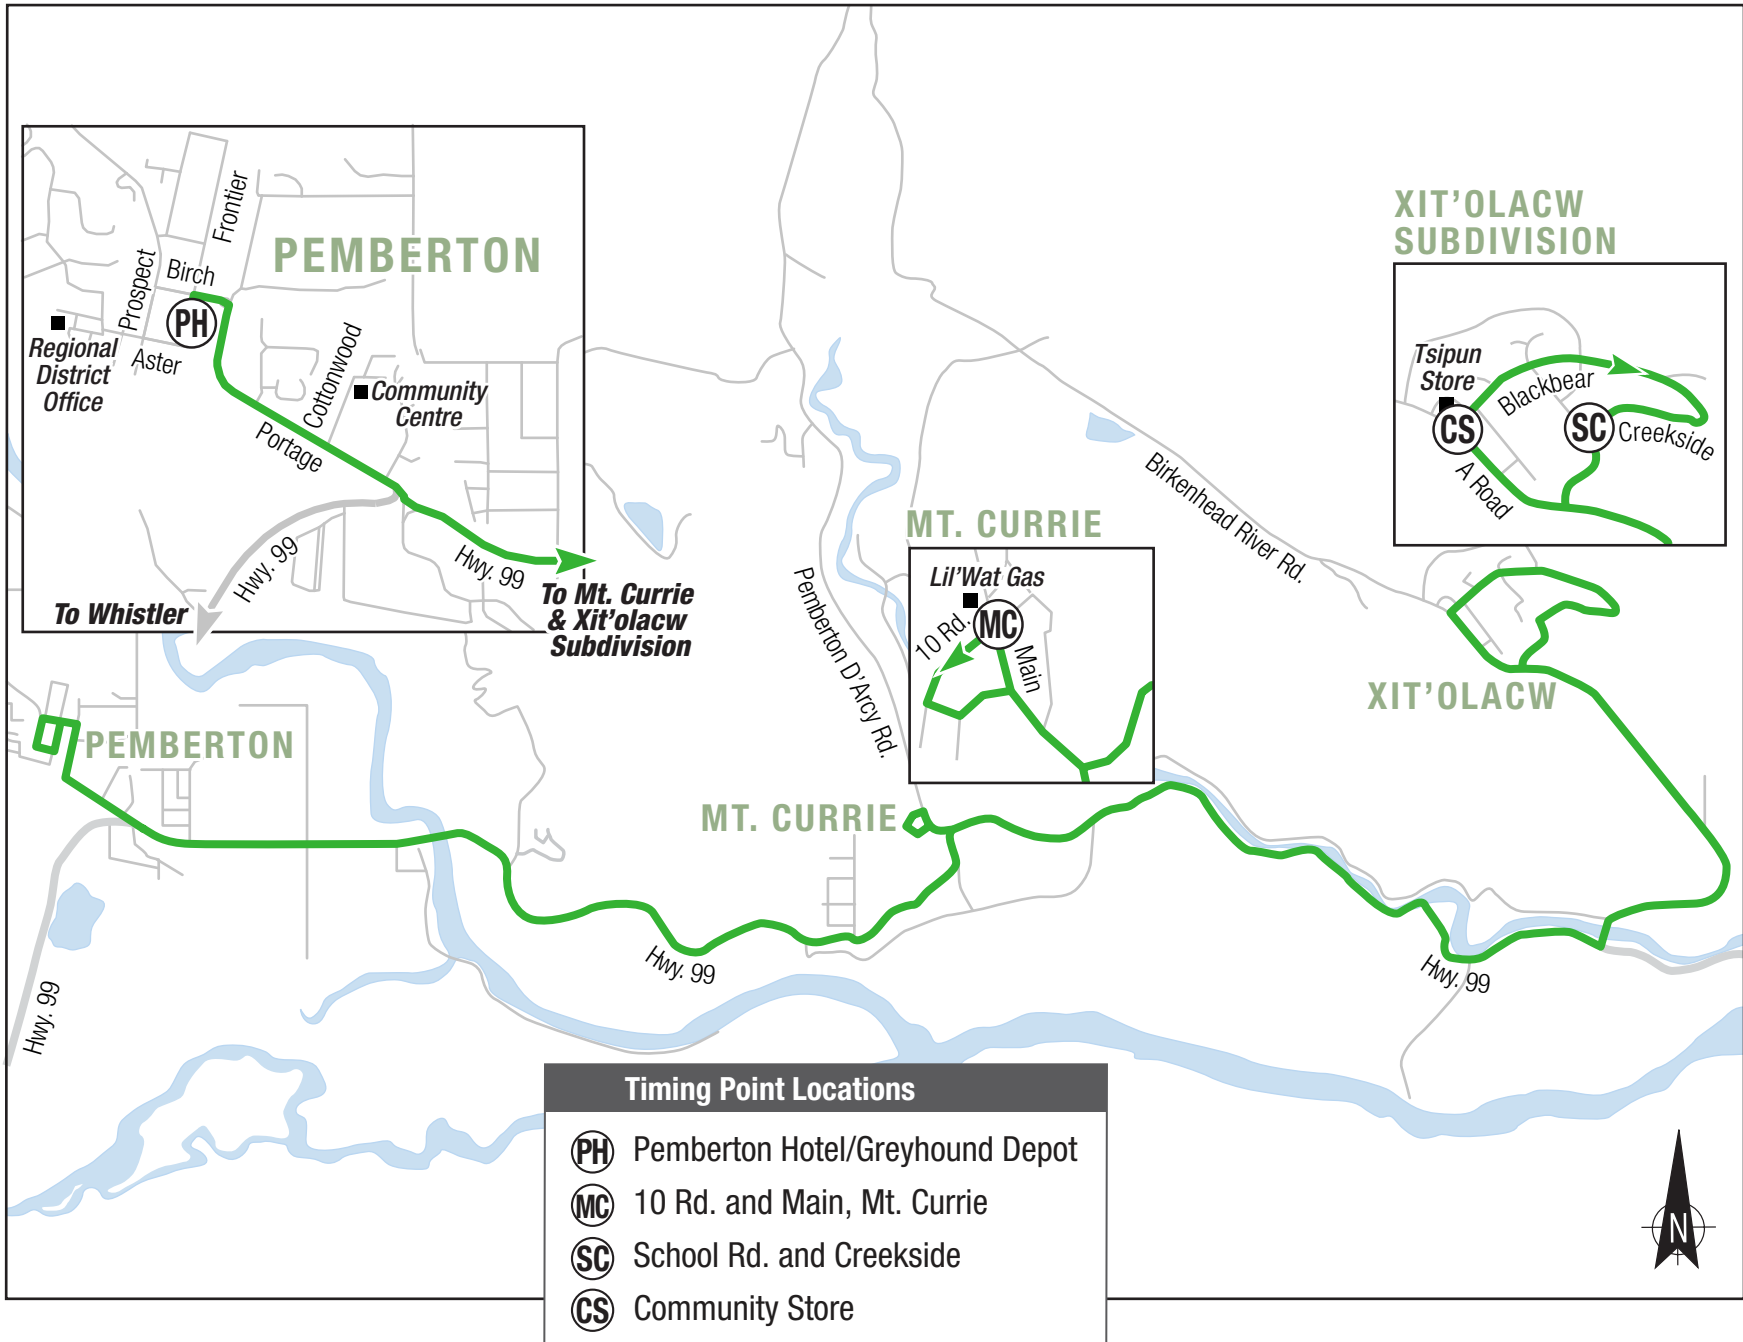 XIT'OLACW
SUBDIVISION
Frontier
PEMBERTON
Birch
Prospect
PH
Regional
District
Office
Aster
Cottonwood
Community
Centre
Portage
Hwy. 99
Hwy. 99
To Whistler
To Mt. Currie
& Xit'olacw
Subdivision
Tsipun
Store
Blackbear
CS
SC
Creekside
A Road
Birkenhead River Rd.
MT. CURRIE
Lil'Wat Gas
10 Rd.
MC
Main
Pemberton D'Arcy Rd.
XIT'OLACW
PEMBERTON
MT. CURRIE
Hwy. 99
Hwy. 99
Hwy. 99
Timing Point Locations
PH Pemberton Hotel/Greyhound Depot
MC 10 Rd. and Main, Mt. Currie
SC School Rd. and Creekside
CS Community Store
N